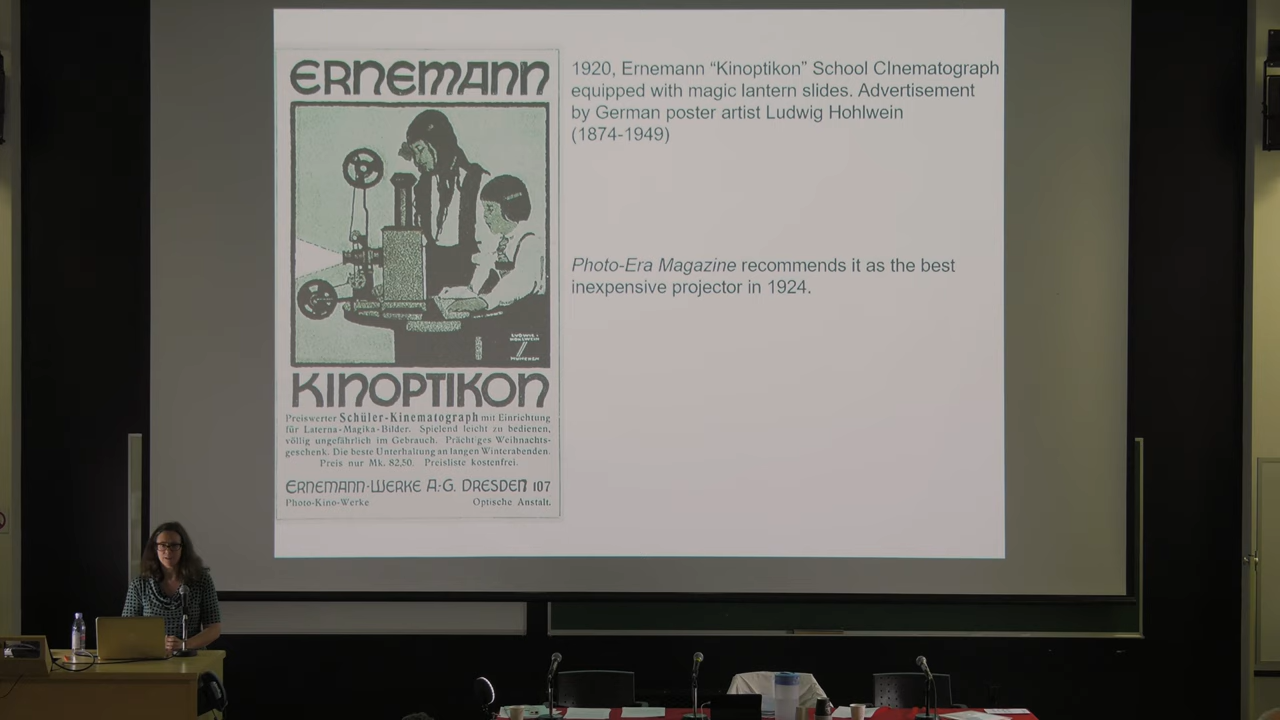 ERNEMANN
LUDWIG
HOHLWEIN
KINOPTIKON
Preiswerter Schüler-Kinematograph mit Einrichtung
für Laterna-Magika-Bilder. Spielend leicht zu bedienen,
völlig ungefährlich im Gebrauch. Prächtiges Weihnachts-
geschenk. Die beste Unterhaltung an langen Winterabenden.
Preis nur Mk. 82,50. Preisliste kostenfrei.
ERNEMANN-WERKE A:G. DRESDEN 107
Photo-Kino-Werke Optische Anstalt.
1920, Ernemann “Kinoptikon” School CInematograph
equipped with magic lantern slides. Advertisement
by German poster artist Ludwig Hohlwein
(1874-1949)
Photo-Era Magazine recommends it as the best
inexpensive projector in 1924.